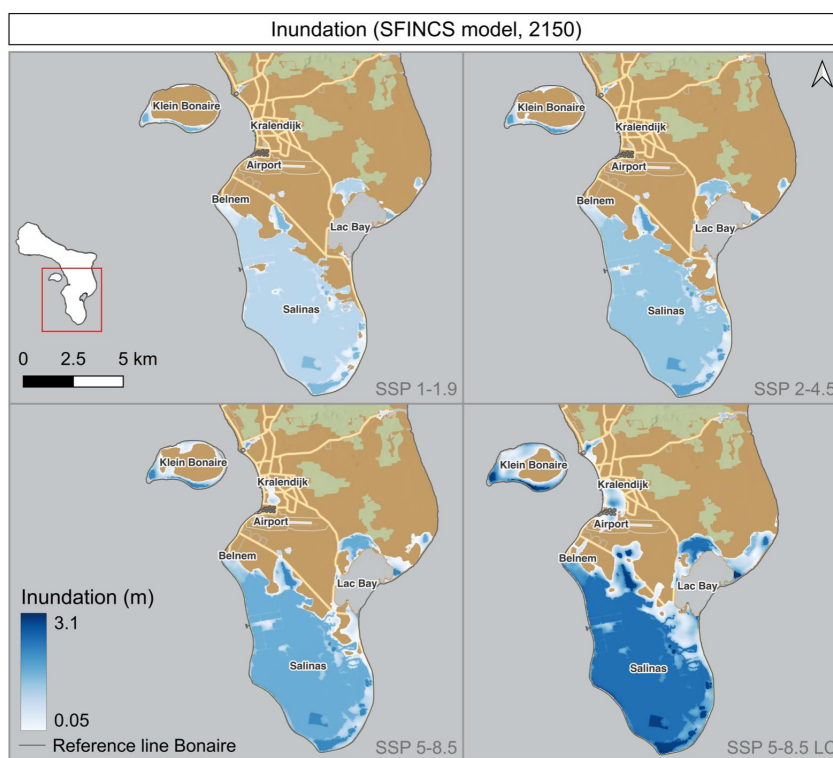 Inundation (SFINCS model, 2150)
Klein Bonaire
Kralendijk
Airport
Belnem
Lac Bay
Salinas
0 2.5 5 km
SSP 1-1.9
Klein Bonaire
Kralendijk
Airport
Belnem
Lac Bay
Salinas
SSP 2-4.5
Klein Bonaire
Kralendijk
Airport
Belnem
Lac Bay
Salinas
Inundation (m)
3.1
0.05
Reference line Bonaire
SSP 5-8.5
Klein Bonaire
Kralendijk
Airport
Belnem
Lac Bay
Salinas
SSP 5-8.5 LC